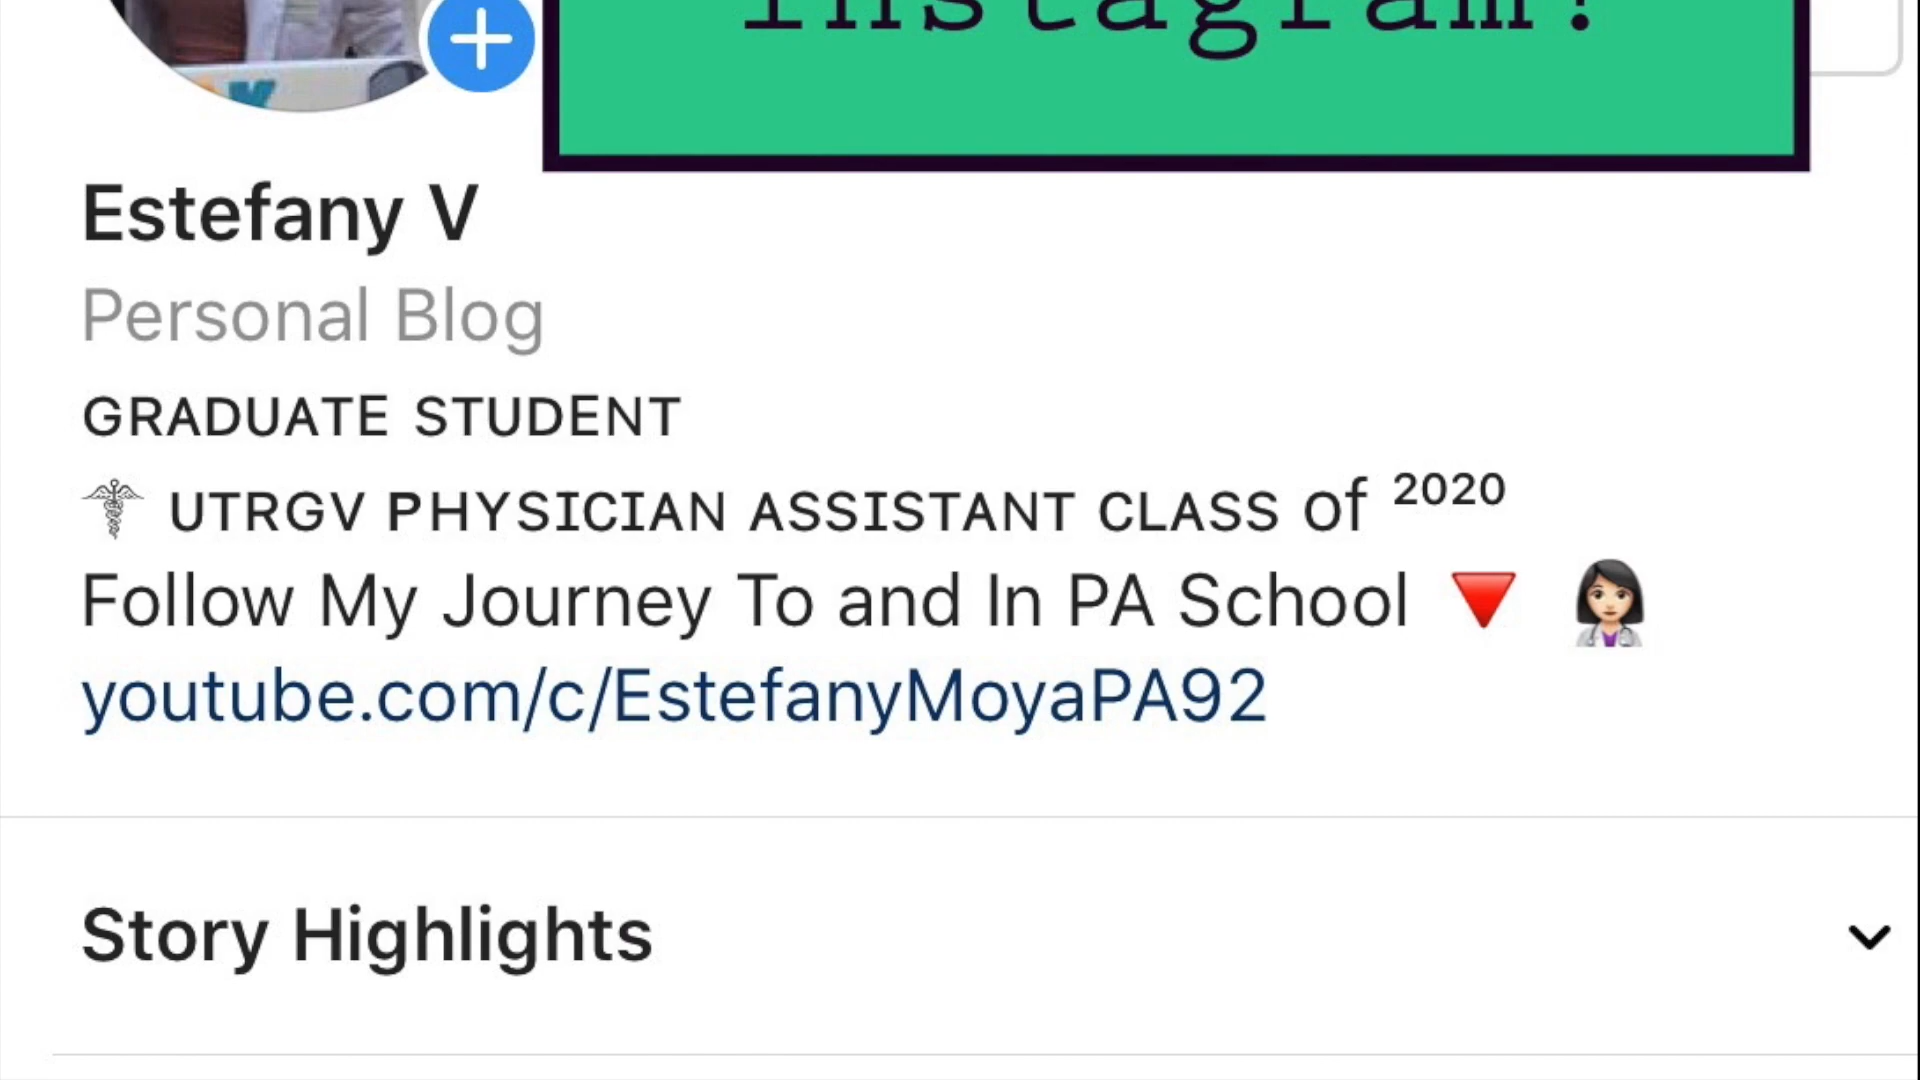 Instagram!
Estefany V
Personal Blog
GRADUATE STUDENT
UTRGV PHYSICIAN ASSISTANT CLASS of 2020
Follow My Journey To and In PA School
youtube.com/c/EstefanyMoyaPA92
Story Highlights